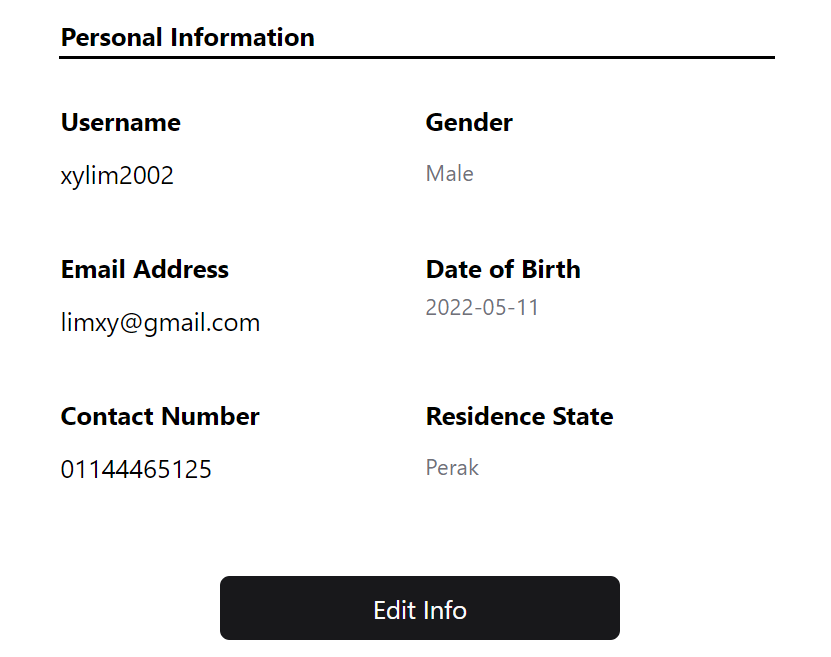 Personal Information
Username
Gender
xylim2002
Male
Email Address
Date of Birth
limxy@gmail.com
2022-05-11
Contact Number
Residence State
01144465125
Perak
Edit Info